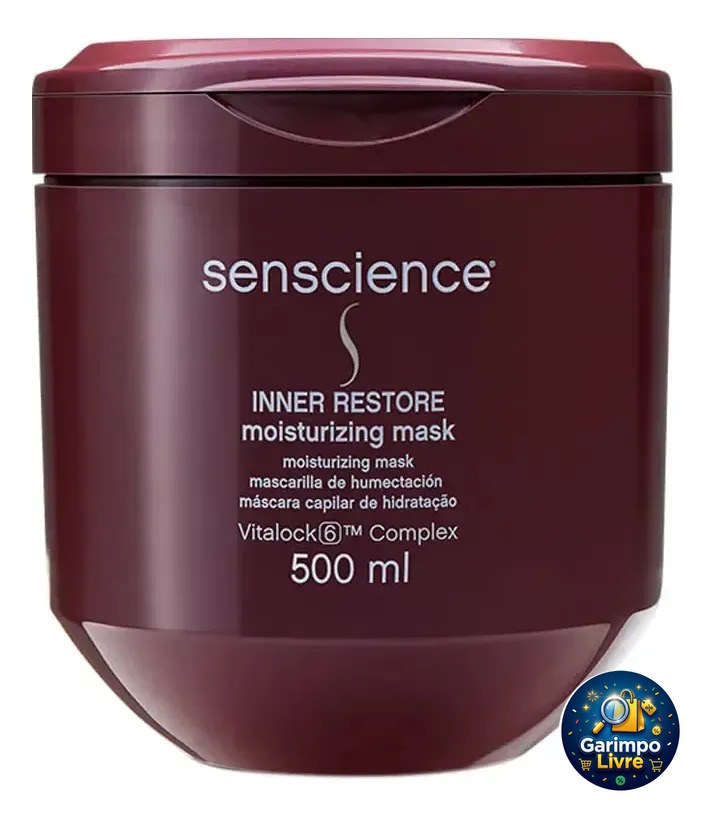 senscience®
INNER RESTORE
moisturizing mask
moisturizing mask
mascarilla de humectación
máscara capilar de hidratação
Vitalock6™ Complex
500 ml
Garimpo
Livre